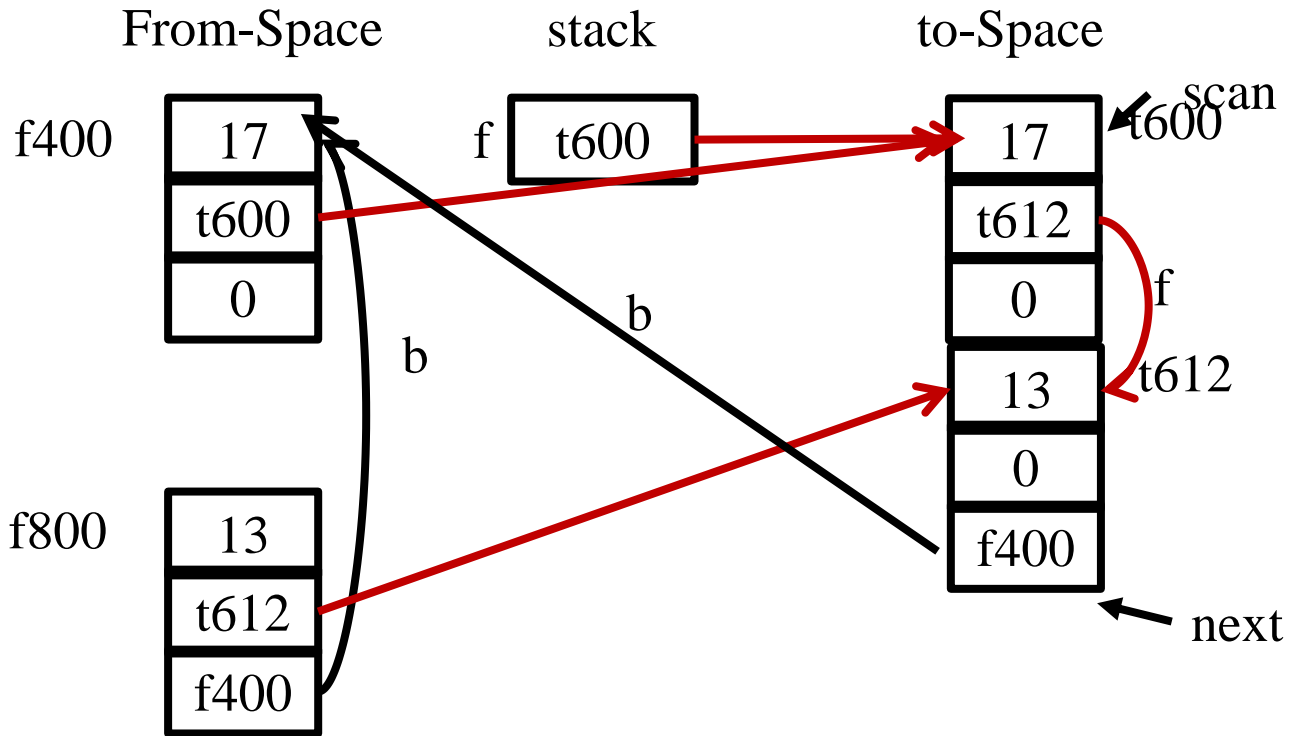 From-Space stack to-Space
scan
f400 17 f t600 17 t600
t600 t612
0 0 f
b b
13 t612
0
f800 13 f400
t612 next
f400